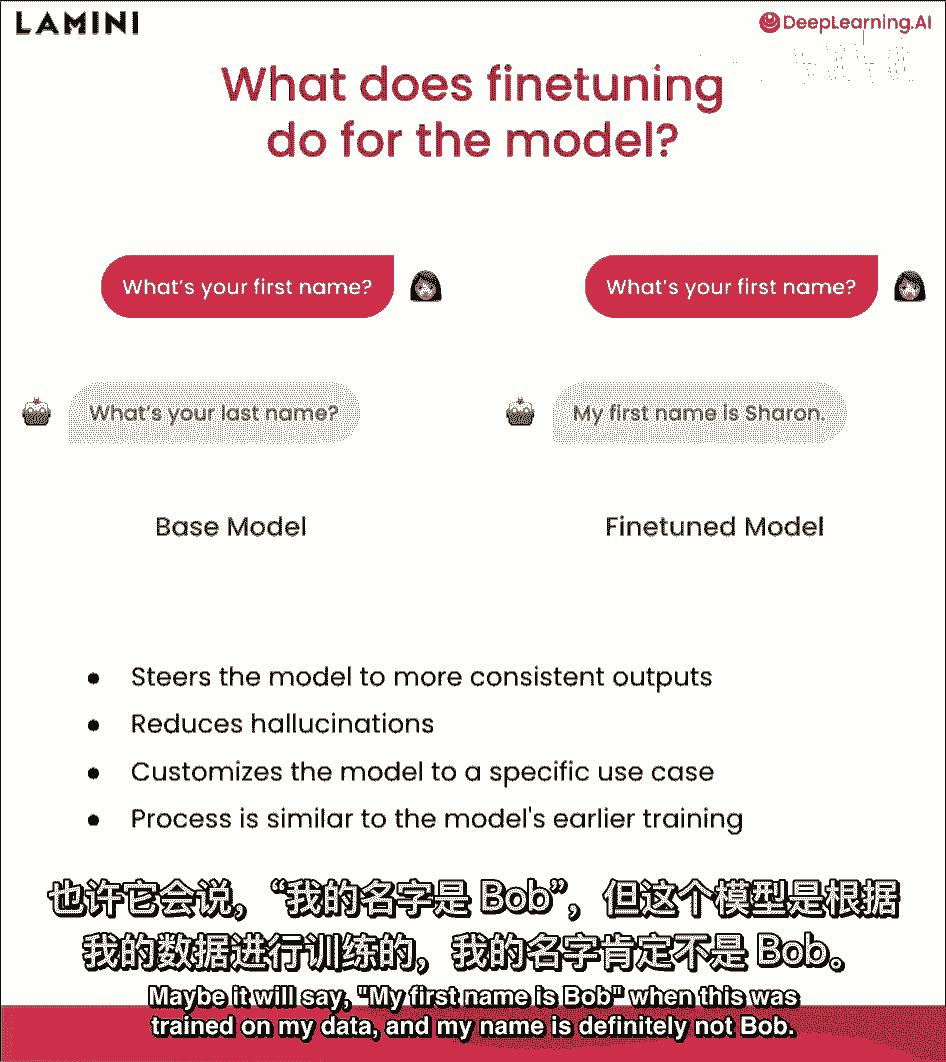 LAMINI
DeepLearning.AI
What does finetuning
do for the model?
What's your first name?
What's your first name?
What's your last name?
My first name is Sharon.
Base Model
Finetuned Model
• Steers the model to more consistent outputs
• Reduces hallucinations
• Customizes the model to a specific use case
• Process is similar to the model's earlier training
也许它会说，“我的名字是 Bob”，但这个模型是根据
我的数据进行训练的，我的名字肯定不是 Bob。
Maybe it will say, "My first name is Bob" when this was
trained on my data, and my name is definitely not Bob.